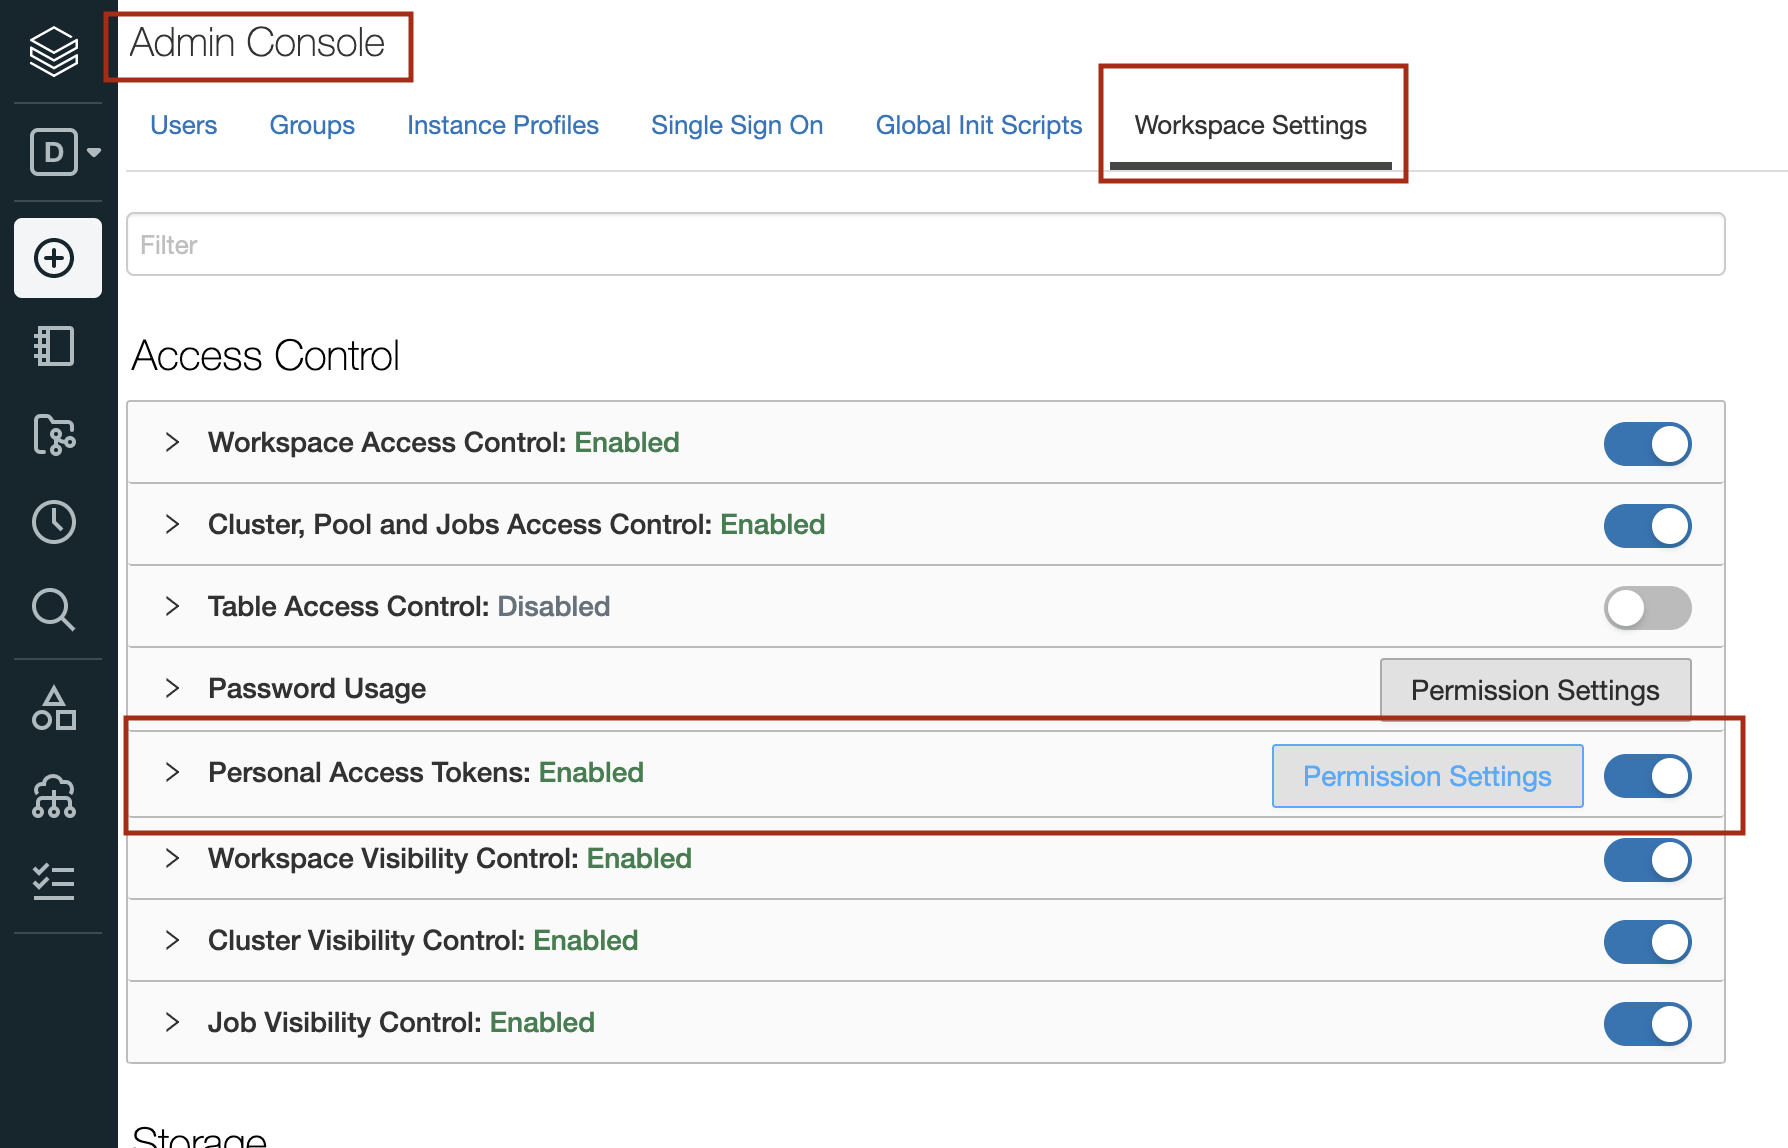 Admin Console
Users Groups Instance Profiles Single Sign On Global Init Scripts Workspace Settings
D
Filter
Access Control
Workspace Access Control: Enabled
Cluster, Pool and Jobs Access Control: Enabled
Table Access Control: Disabled
Password Usage Permission Settings
Personal Access Tokens: Enabled Permission Settings
Workspace Visibility Control: Enabled
Cluster Visibility Control: Enabled
Job Visibility Control: Enabled
Storage